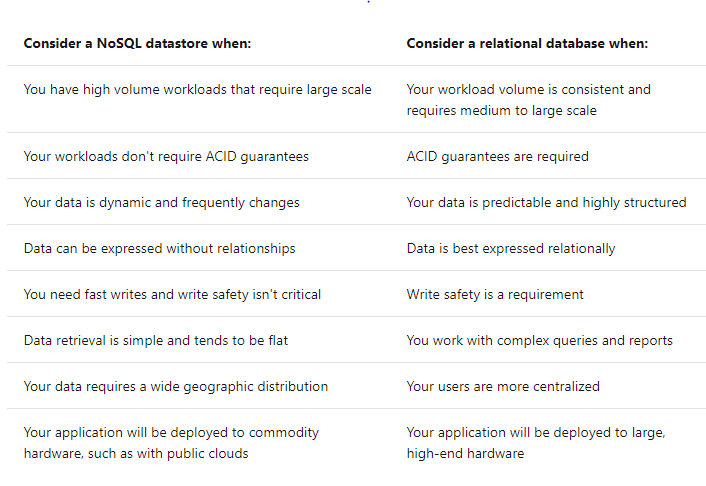 Consider a NoSQL datastore when: Consider a relational database when:
You have high volume workloads that require large scale Your workload volume is consistent and
requires medium to large scale
Your workloads don't require ACID guarantees ACID guarantees are required
Your data is dynamic and frequently changes Your data is predictable and highly structured
Data can be expressed without relationships Data is best expressed relationally
You need fast writes and write safety isn't critical Write safety is a requirement
Data retrieval is simple and tends to be flat You work with complex queries and reports
Your data requires a wide geographic distribution Your users are more centralized
Your application will be deployed to commodity Your application will be deployed to large,
hardware, such as with public clouds high-end hardware